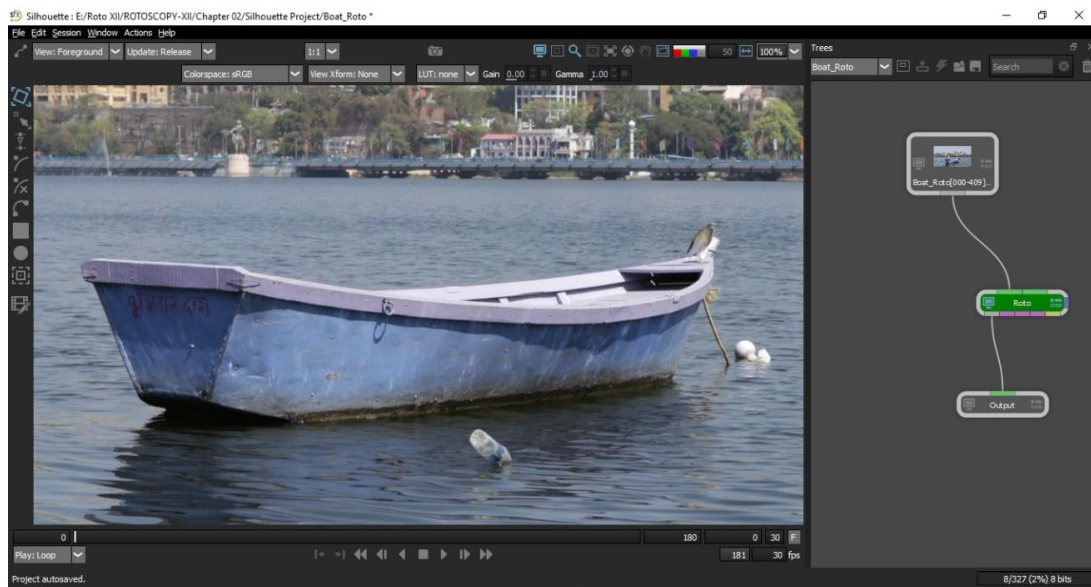 Silhouette : E:/Roto XII/ROTOSCOPY-XII/Chapter 02/Silhouette Project/Boat_Roto *
File Edit Session Window Actions Help
View: Foreground Update: Release 1:1 50 100%
Colorspace: sRGB View Xform: None LUT: none Gain 0.00 Gamma 1.00
Trees
Boat_Roto Search
Boat_Roto[000-409]...
Roto
Output
0 180 0 30 F
Play: Loop 181 30 fps
Project autosaved. 8/327 (2%) 8 bits